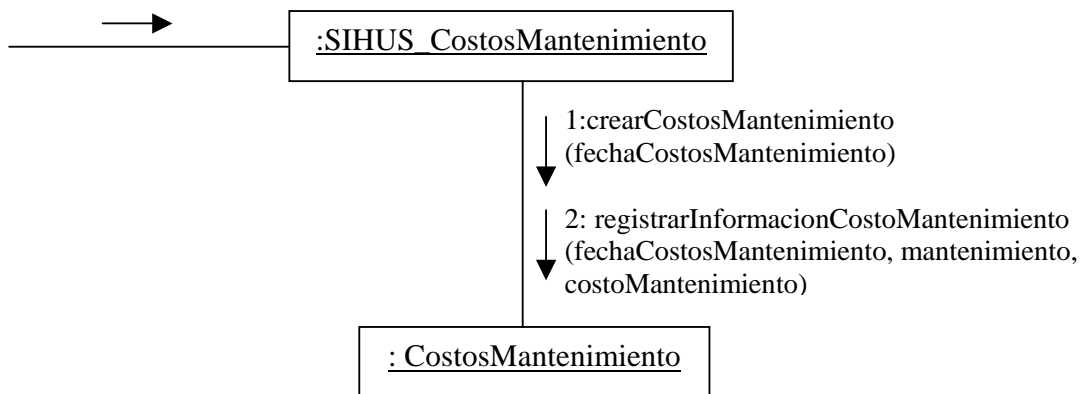 :SIHUS_CostosMantenimiento
1:crearCostosMantenimiento
(fechaCostosMantenimiento)
2: registrarInformacionCostoMantenimiento
(fechaCostosMantenimiento, mantenimiento,
costoMantenimiento)
: CostosMantenimiento